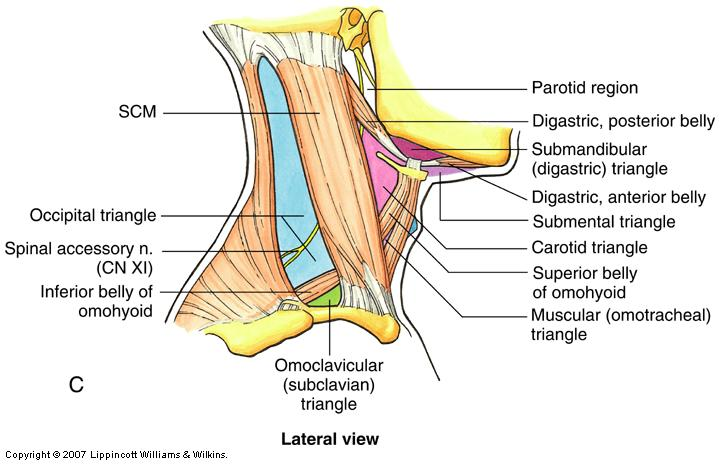 SCM
Occipital triangle
Spinal accessory n.
(CN XI)
Inferior belly of
omohyoid
Parotid region
Digastric, posterior belly
Submandibular
(digastric) triangle
Digastric, anterior belly
Submental triangle
Carotid triangle
Superior belly
of omohyoid
Muscular (omotracheal)
triangle
Omoclavicular
(subclavian)
triangle
C
Lateral view
Copyright © 2007 Lippincott Williams & Wilkins.